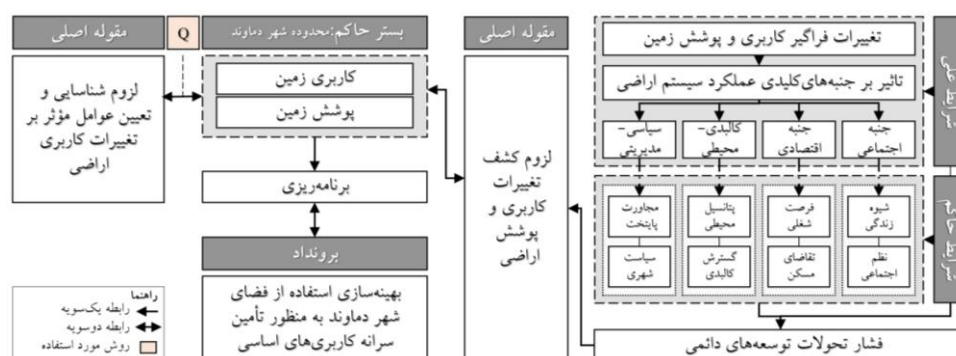 تغییرات فراگیر کاربری و پوشش زمین
تاثیر بر جنبه‌های کلیدی عملکرد سیستم اراضی
جنبه
اجتماعی
جنبه
اقتصادی
کالبدی-
محیطی
سیاسی-
مدیریتی
شرایط علی
شیوه
زندگی
فرصت
شغلی
پتانسیل
محیطی
مجاورت
پایتخت
نظم
اجتماعی
تقاضای
مسکن
گسترش
کالبدی
سیاست
شهری
شرایط حاکم
فشار تحولات توسعه‌های دائمی
مقوله اصلی
لزوم کشف
تغییرات
کاربری و
پوشش
اراضی
بستر حاکم:محدوده شهر دماوند
کاربری زمین
پوشش زمین
برنامه‌ریزی
برونداد
بهینه‌سازی استفاده از فضای
شهر دماوند به منظور تأمین
سرانه کاربری‌های اساسی
Q
مقوله اصلی
لزوم شناسایی و
تعیین عوامل مؤثر بر
تغییرات کاربری
اراضی
راهنما
رابطه یک‌سویه
رابطه دوسویه
روش مورد استفاده